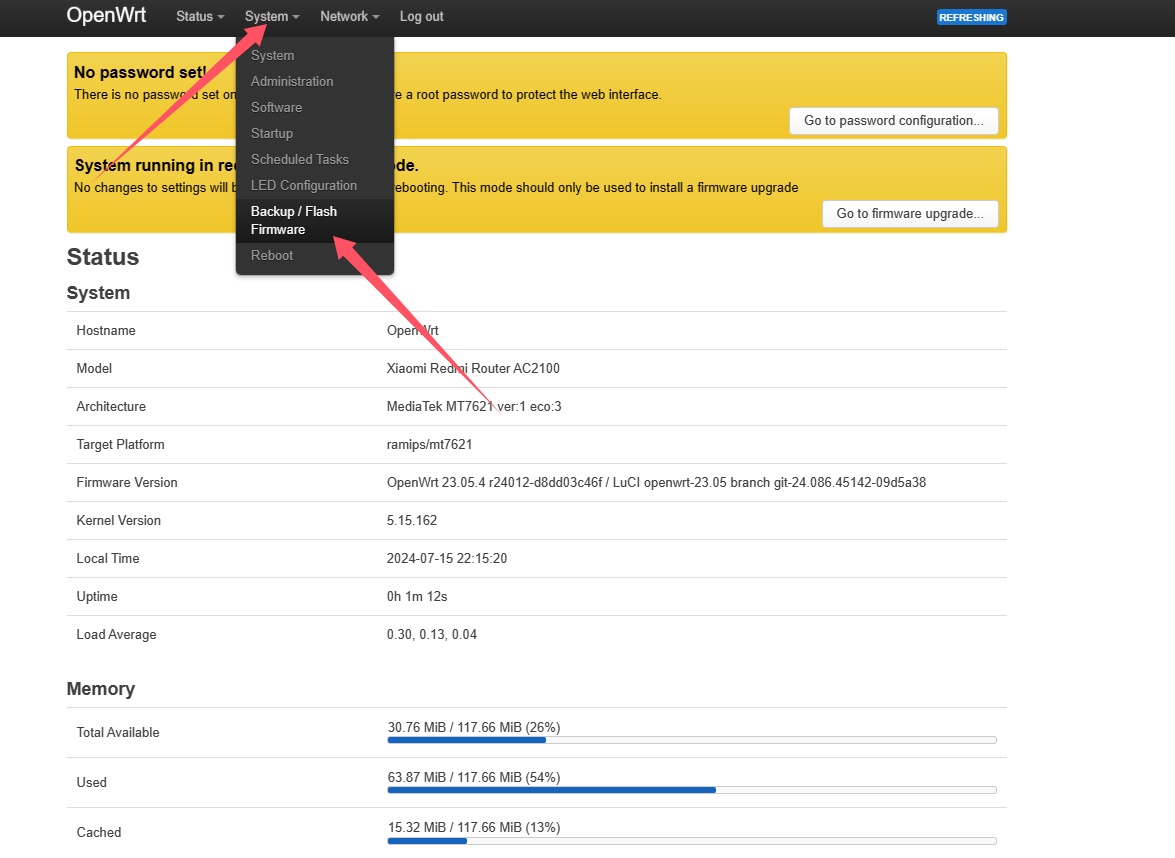 OpenWrt Status System Network Log out REFRESHING
System
Administration
Software
Startup
Scheduled Tasks
LED Configuration
Backup / Flash
Firmware
Reboot
No password set!
There is no password set on e a root password to protect the web interface.
Go to password configuration...
System running in rec ode.
No changes to settings will b ebooting. This mode should only be used to install a firmware upgrade
Go to firmware upgrade...
Status
System
Hostname OpenWrt
Model Xiaomi Redmi Router AC2100
Architecture MediaTek MT7621 ver:1 eco:3
Target Platform ramips/mt7621
Firmware Version OpenWrt 23.05.4 r24012-d8dd03c46f / LuCI openwrt-23.05 branch git-24.086.45142-09d5a38
Kernel Version 5.15.162
Local Time 2024-07-15 22:15:20
Uptime 0h 1m 12s
Load Average 0.30, 0.13, 0.04
Memory
Total Available 30.76 MiB / 117.66 MiB (26%)
Used 63.87 MiB / 117.66 MiB (54%)
Cached 15.32 MiB / 117.66 MiB (13%)